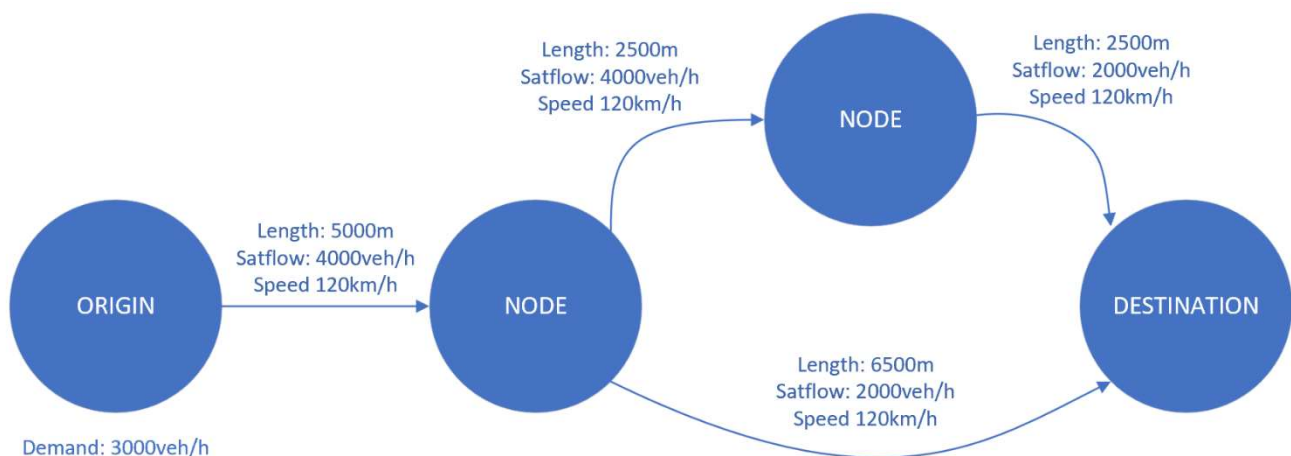 Length: 2500m
Satflow: 4000veh/h
Speed 120km/h
NODE
Length: 2500m
Satflow: 2000veh/h
Speed 120km/h
ORIGIN
Length: 5000m
Satflow: 4000veh/h
Speed 120km/h
NODE
DESTINATION
Length: 6500m
Satflow: 2000veh/h
Speed 120km/h
Demand: 3000veh/h